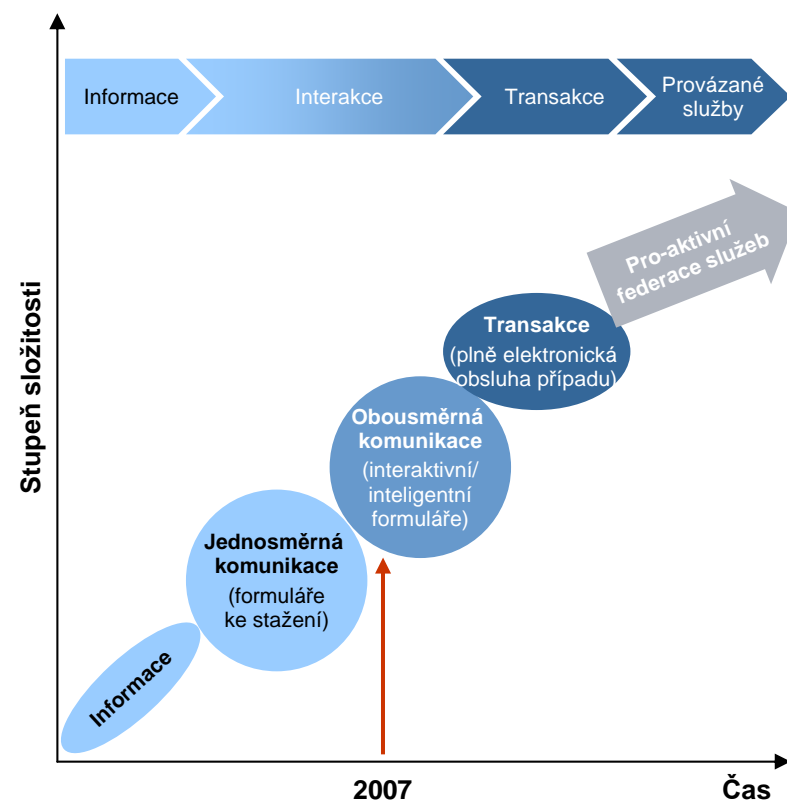 Informace
Interakce
Transakce
Provázané
služby
Pro-aktivní
federace služeb
Transakce
(plně elektronická
obsluha případu)
Obousměrná
komunikace
(interaktivní/
inteligentní
formuláře)
Jednosměrná
komunikace
(formuláře
ke stažení)
Informace
Stupeň složitosti
2007
Čas